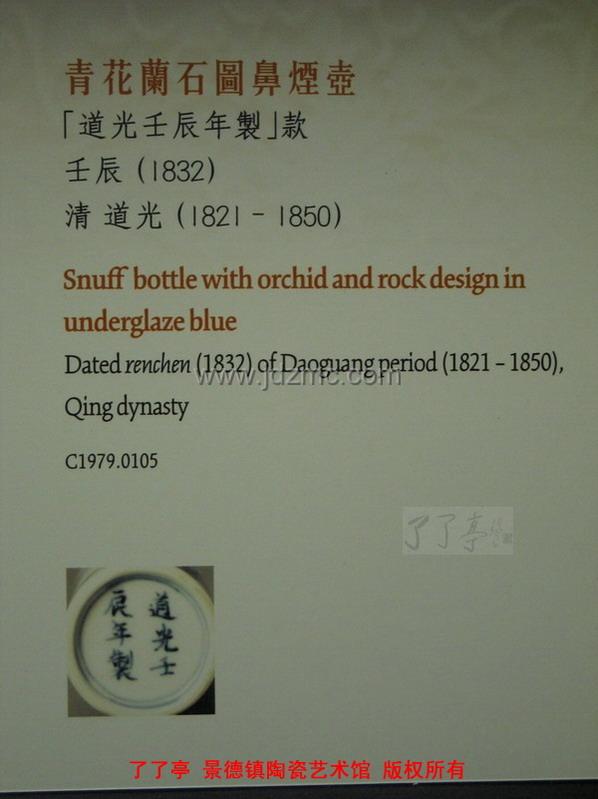 青花蘭石圖鼻煙壺
「道光壬辰年製」款
壬辰 (1832)
清 道光 (1821 – 1850)
Snuff bottle with orchid and rock design in
underglaze blue
Dated renchen (1832) of Daoguang period (1821 – 1850),
www.jdzmc.com
Qing dynasty
C1979.0105
了了亭
道光壬
辰年製
了了亭 景德镇陶瓷艺术馆 版权所有